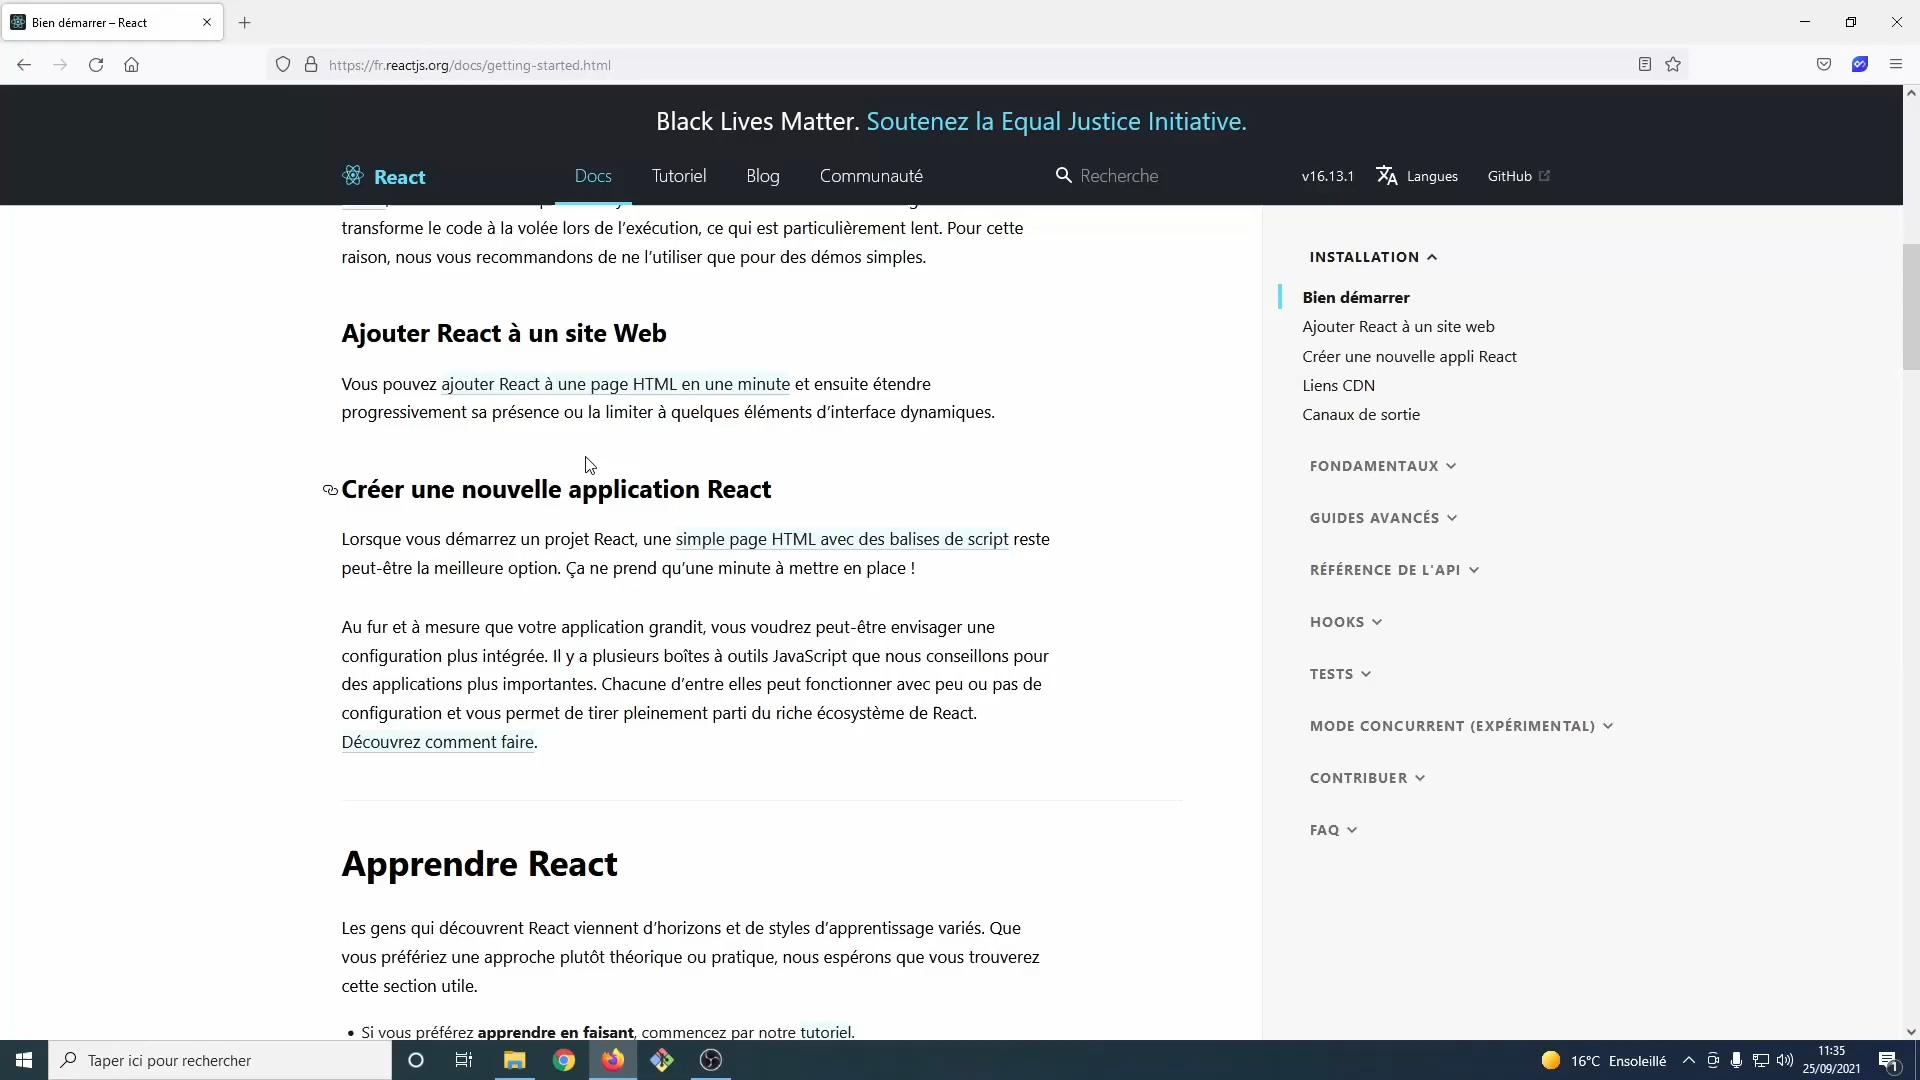 Bien démarrer – React
https://fr.reactjs.org/docs/getting-started.html
Black Lives Matter. Soutenez la Equal Justice Initiative.
React
Docs
Tutoriel
Blog
Communauté
Recherche
v16.13.1
Langues
GitHub
transforme le code à la volée lors de l’exécution, ce qui est particulièrement lent. Pour cette
raison, nous vous recommandons de ne l’utiliser que pour des démos simples.
Ajouter React à un site Web
Vous pouvez ajouter React à une page HTML en une minute et ensuite étendre
progressivement sa présence ou la limiter à quelques éléments d’interface dynamiques.
Créer une nouvelle application React
Lorsque vous démarrez un projet React, une simple page HTML avec des balises de script reste
peut-être la meilleure option. Ça ne prend qu’une minute à mettre en place !
Au fur et à mesure que votre application grandit, vous voudrez peut-être envisager une
configuration plus intégrée. Il y a plusieurs boîtes à outils JavaScript que nous conseillons pour
des applications plus importantes. Chacune d’entre elles peut fonctionner avec peu ou pas de
configuration et vous permet de tirer pleinement parti du riche écosystème de React.
Découvrez comment faire.
Apprendre React
Les gens qui découvrent React viennent d’horizons et de styles d’apprentissage variés. Que
vous préfériez une approche plutôt théorique ou pratique, nous espérons que vous trouverez
cette section utile.
• Si vous préférez apprendre en faisant, commencez par notre tutoriel.
INSTALLATION
Bien démarrer
Ajouter React à un site web
Créer une nouvelle appli React
Liens CDN
Canaux de sortie
FONDAMENTAUX
GUIDES AVANCÉS
RÉFÉRENCE DE L'API
HOOKS
TESTS
MODE CONCURRENT (EXPÉRIMENTAL)
CONTRIBUER
FAQ
Taper ici pour rechercher
16°C Ensoleillé
11:35
25/09/2021
1